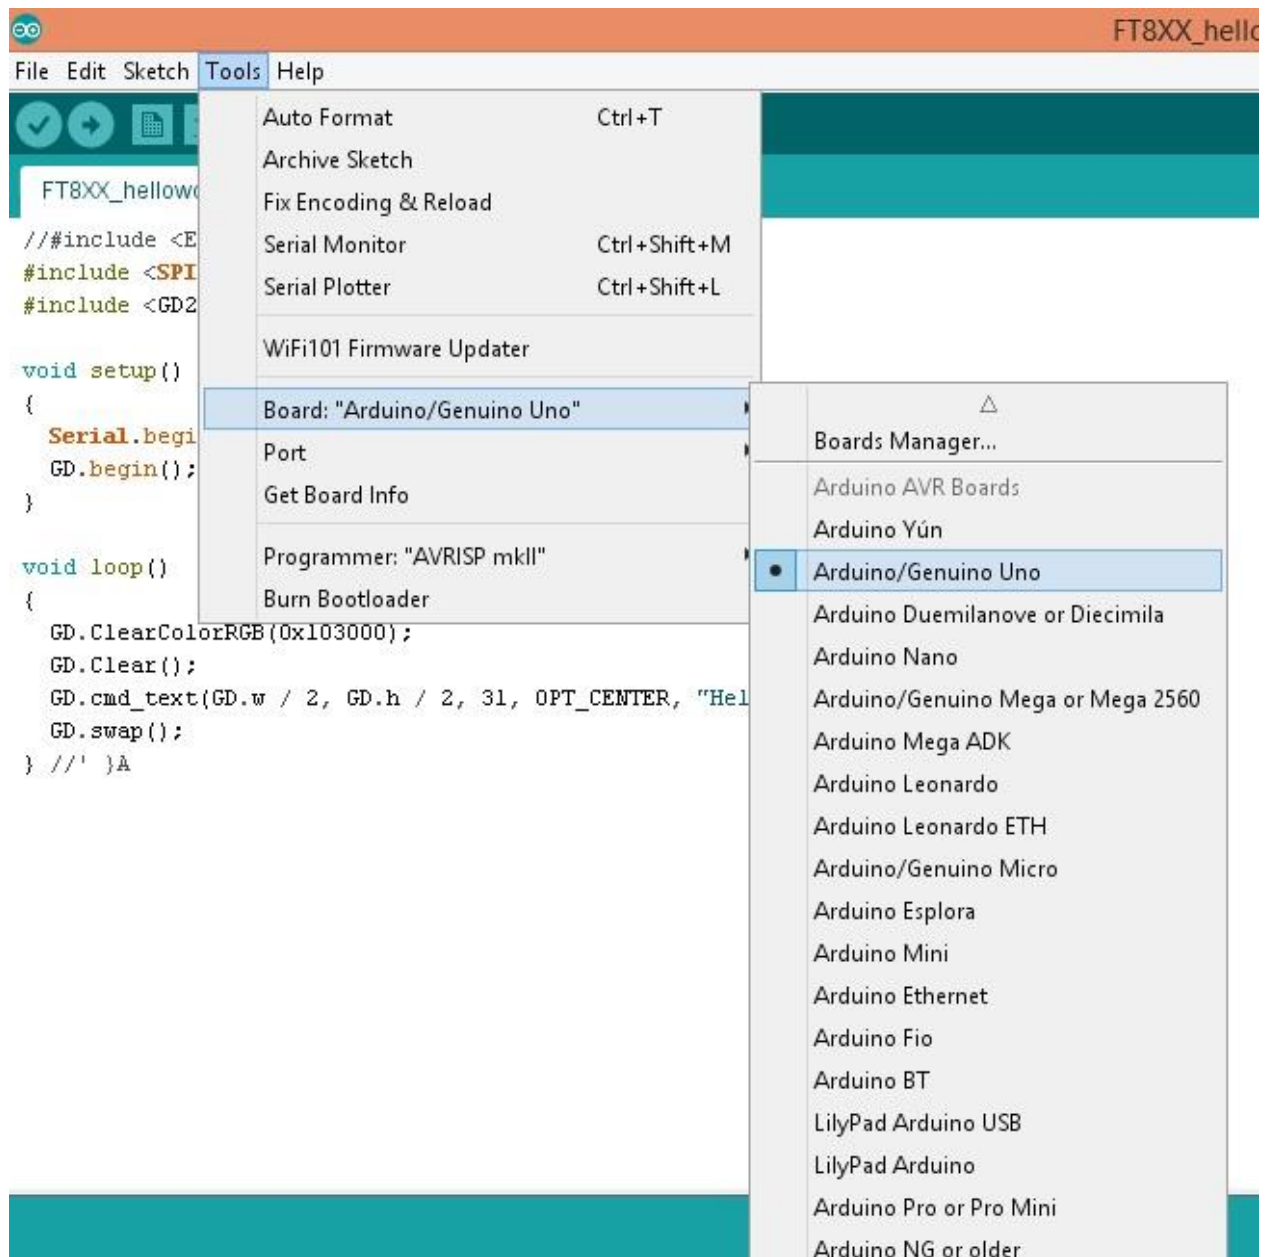 FT8XX_hello
File Edit Sketch Tools Help
Auto Format Ctrl+T
Archive Sketch
FT8XX_hellowo
Fix Encoding & Reload
//#include <E
Serial Monitor Ctrl+Shift+M
#include <SPI
Serial Plotter Ctrl+Shift+L
#include <GD2
WiFi101 Firmware Updater
void setup()
{
Board: "Arduino/Genuino Uno"
Serial.begi
Port
GD.begin();
Get Board Info
}
Programmer: "AVRISP mkII"
void loop()
Burn Bootloader
{
GD.ClearColorRGB(0x103000);
GD.Clear();
GD.cmd_text(GD.w / 2, GD.h / 2, 31, OPT_CENTER, "Hel
GD.swap();
} //' }A
Boards Manager...
Arduino AVR Boards
Arduino Yún
Arduino/Genuino Uno
Arduino Duemilanove or Diecimila
Arduino Nano
Arduino/Genuino Mega or Mega 2560
Arduino Mega ADK
Arduino Leonardo
Arduino Leonardo ETH
Arduino/Genuino Micro
Arduino Esplora
Arduino Mini
Arduino Ethernet
Arduino Fio
Arduino BT
LilyPad Arduino USB
LilyPad Arduino
Arduino Pro or Pro Mini
Arduino NG or older